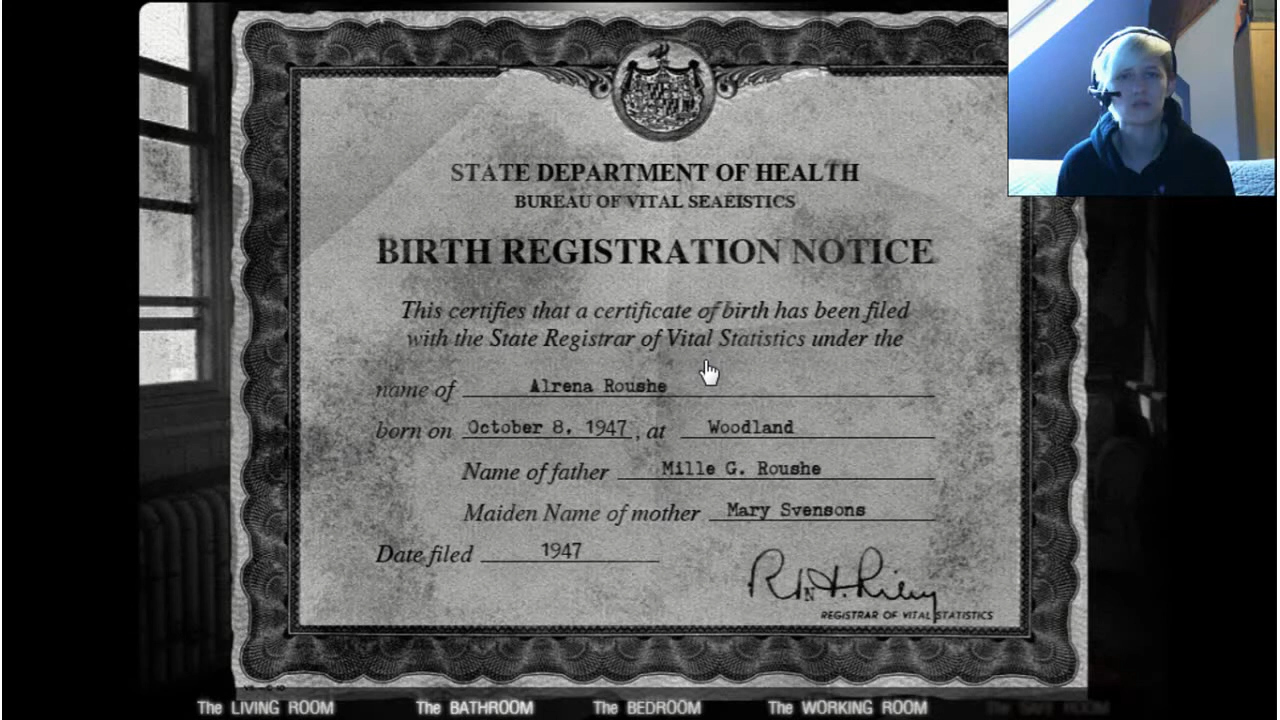 STATE DEPARTMENT OF HEALTH
BUREAU OF VITAL SEAEISTICS
BIRTH REGISTRATION NOTICE
This certifies that a certificate of birth has been filed
with the State Registrar of Vital Statistics under the
name of Alrena Roushe
born on October 8, 1947, at Woodland
Name of father Mille G. Roushe
Maiden Name of mother Mary Svensons
Date filed 1947
REGISTRAR OF VITAL STATISTICS
The LIVING ROOM The BATHROOM The BEDROOM The WORKING ROOM The SAFE ROOM